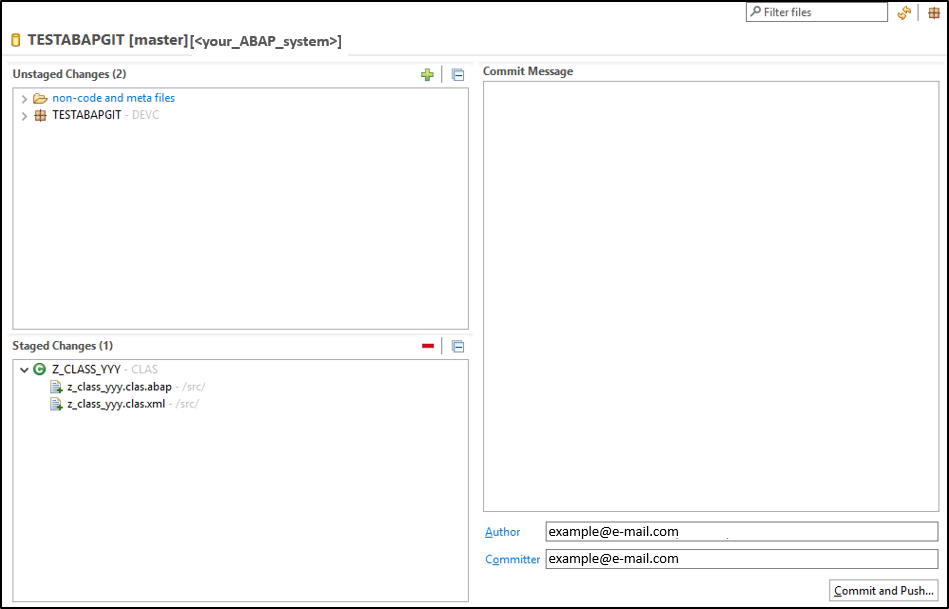 Filter files
TESTABAPGIT [master][<your_ABAP_system>]
Unstaged Changes (2)
non-code and meta files
TESTABAPGIT - DEVC
Staged Changes (1)
Z_CLASS_YYY - CLAS
z_class_yyy.clas.abap - /src/
z_class_yyy.clas.xml - /src/
Commit Message
Author example@e-mail.com
Committer example@e-mail.com
Commit and Push...